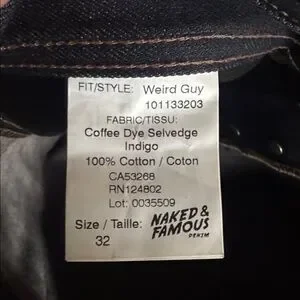 FIT/STYLE: Weird Guy
101133203
FABRIC/TISSU:
Coffee Dye Selvedge
Indigo
100% Cotton / Coton
CA53268
RN124802
Lot: 0035509
Size / Taille:
32
NAKED &
FAMOUS
DENIM